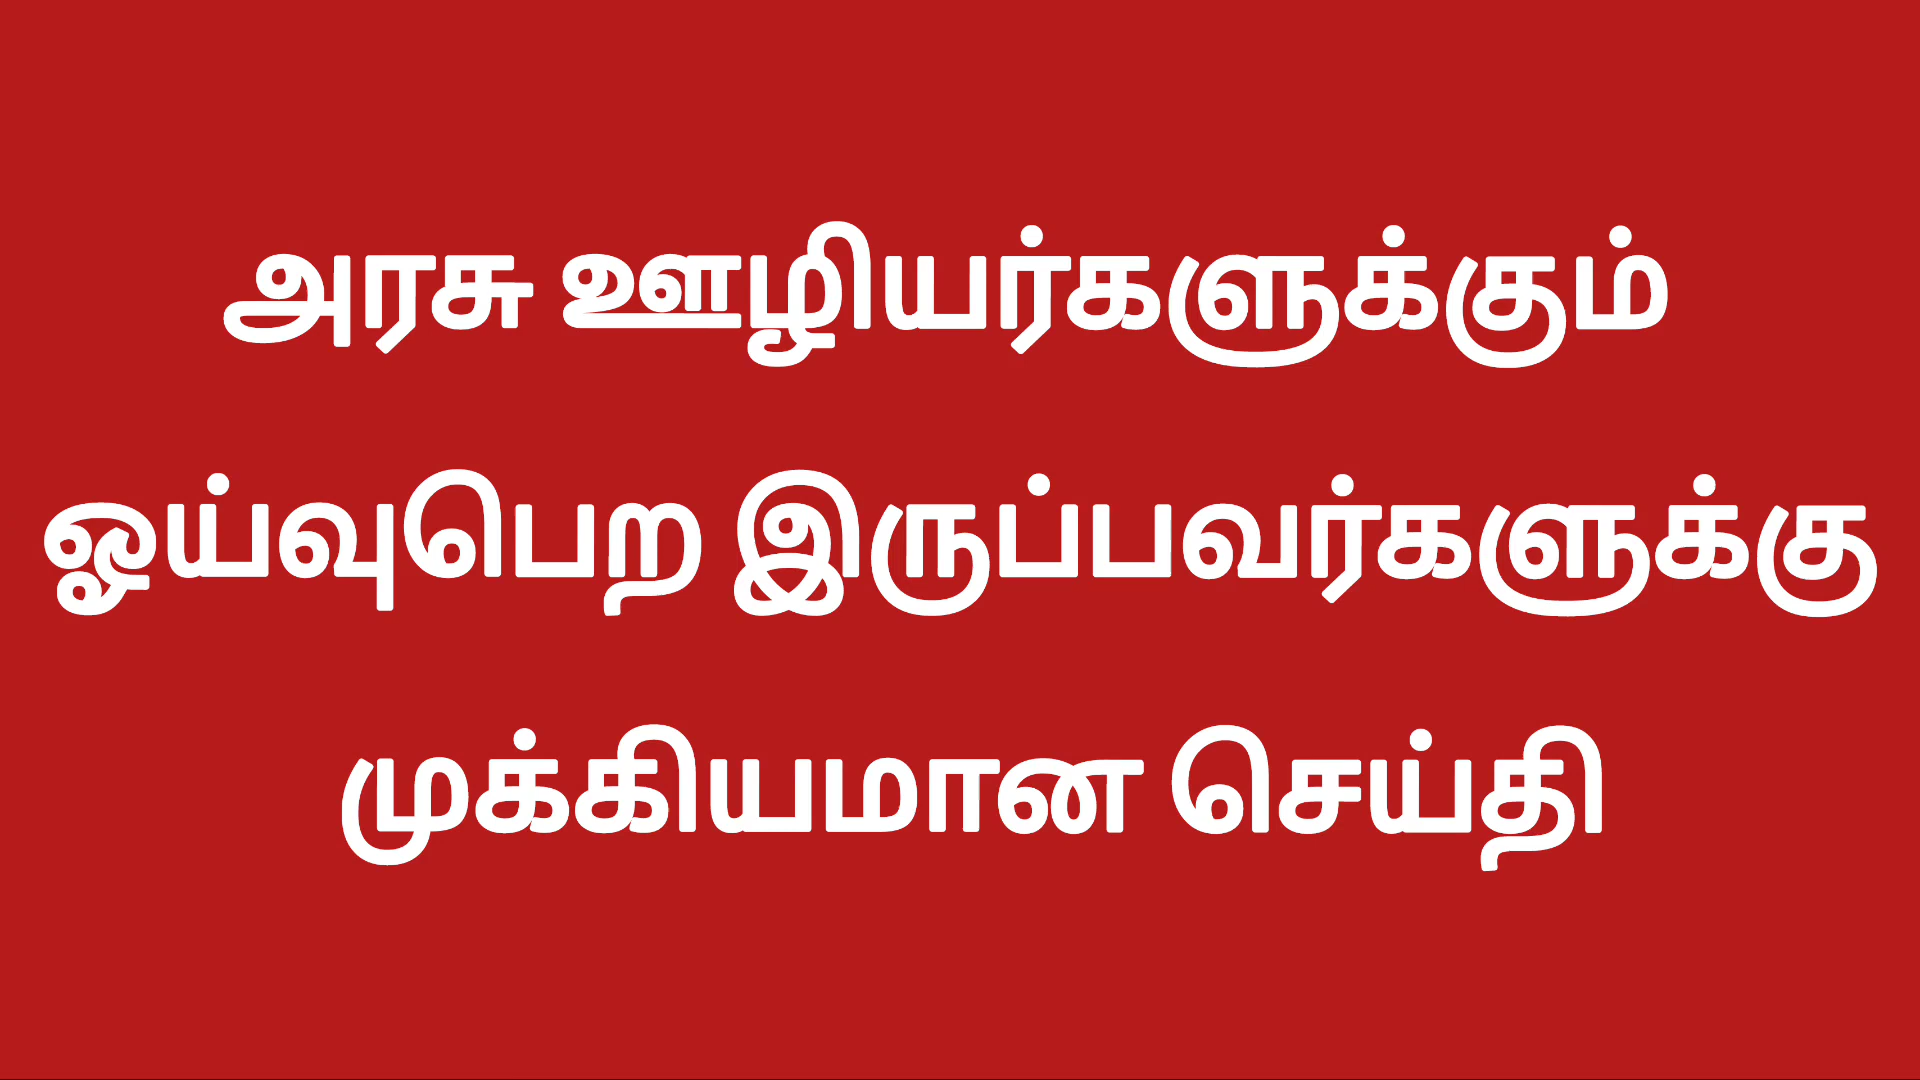 அரசு ஊழியர்களுக்கும்
ஓய்வுபெற இருப்பவர்களுக்கு
முக்கியமான செய்தி